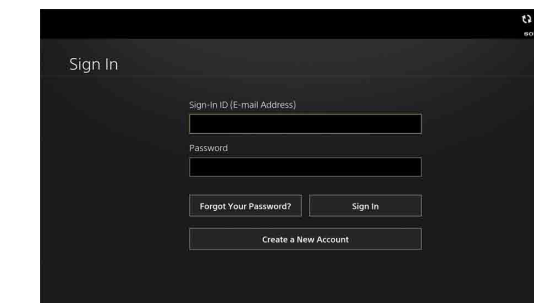 Sign In
Sign-In ID (E-mail Address)
Password
Forgot Your Password?
Sign In
Create a New Account